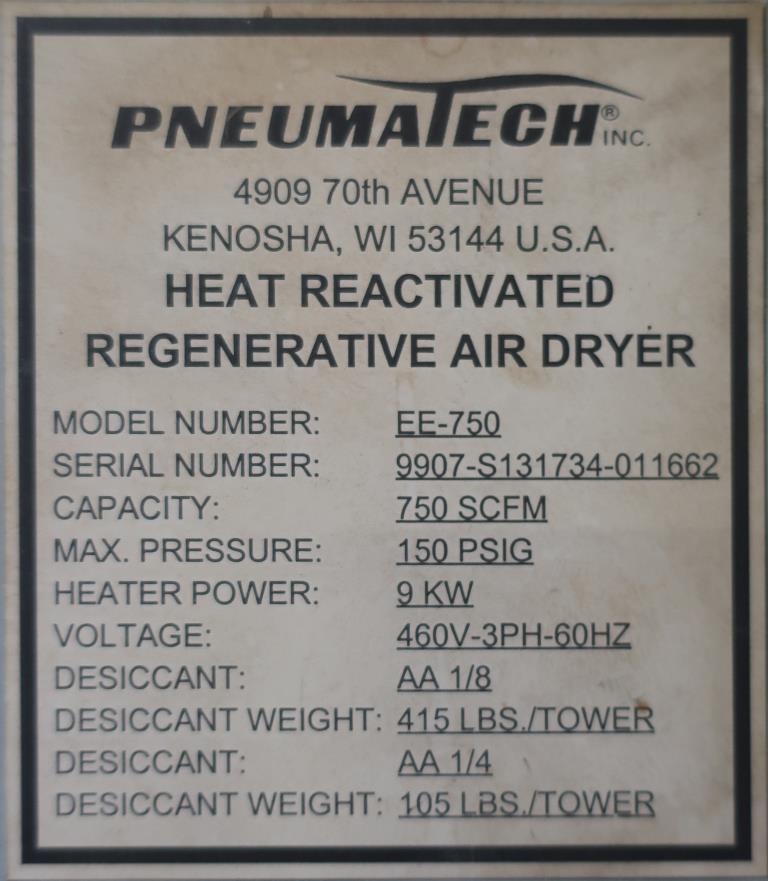 PNEUMATECH® INC.
4909 70th AVENUE
KENOSHA, WI 53144 U.S.A.
HEAT REACTIVATED
REGENERATIVE AIR DRYER
MODEL NUMBER: EE-750
SERIAL NUMBER: 9907-S131734-011662
CAPACITY: 750 SCFM
MAX. PRESSURE: 150 PSIG
HEATER POWER: 9 KW
VOLTAGE: 460V-3PH-60HZ
DESICCANT: AA 1/8
DESICCANT WEIGHT: 415 LBS./TOWER
DESICCANT: AA 1/4
DESICCANT WEIGHT: 105 LBS./TOWER